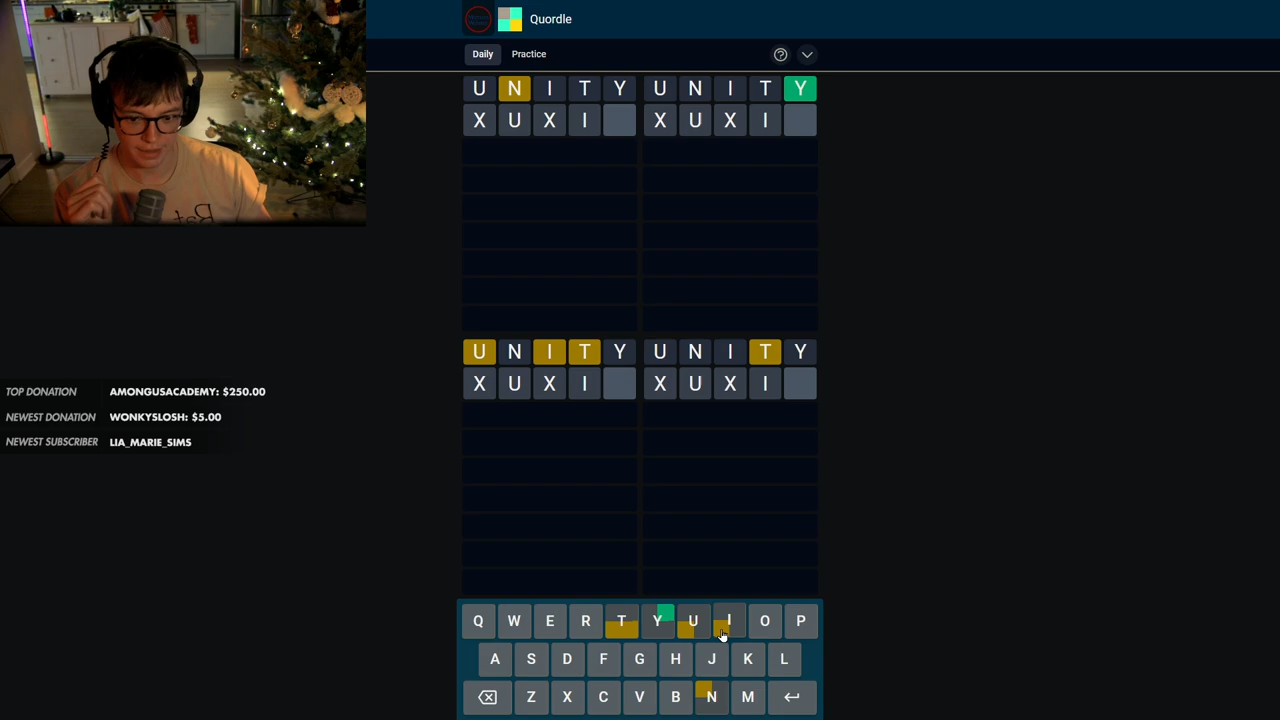 Quordle
Daily Practice
U N I T Y U N I T Y
X U X I X U X I
U N I T Y U N I T Y
X U X I X U X I
TOP DONATION AMONGUSACADEMY: $250.00
NEWEST DONATION WONKYSLOSH: $5.00
NEWEST SUBSCRIBER LIA_MARIE_SIMS
Q W E R T Y U I O P
A S D F G H J K L
Z X C V B N M